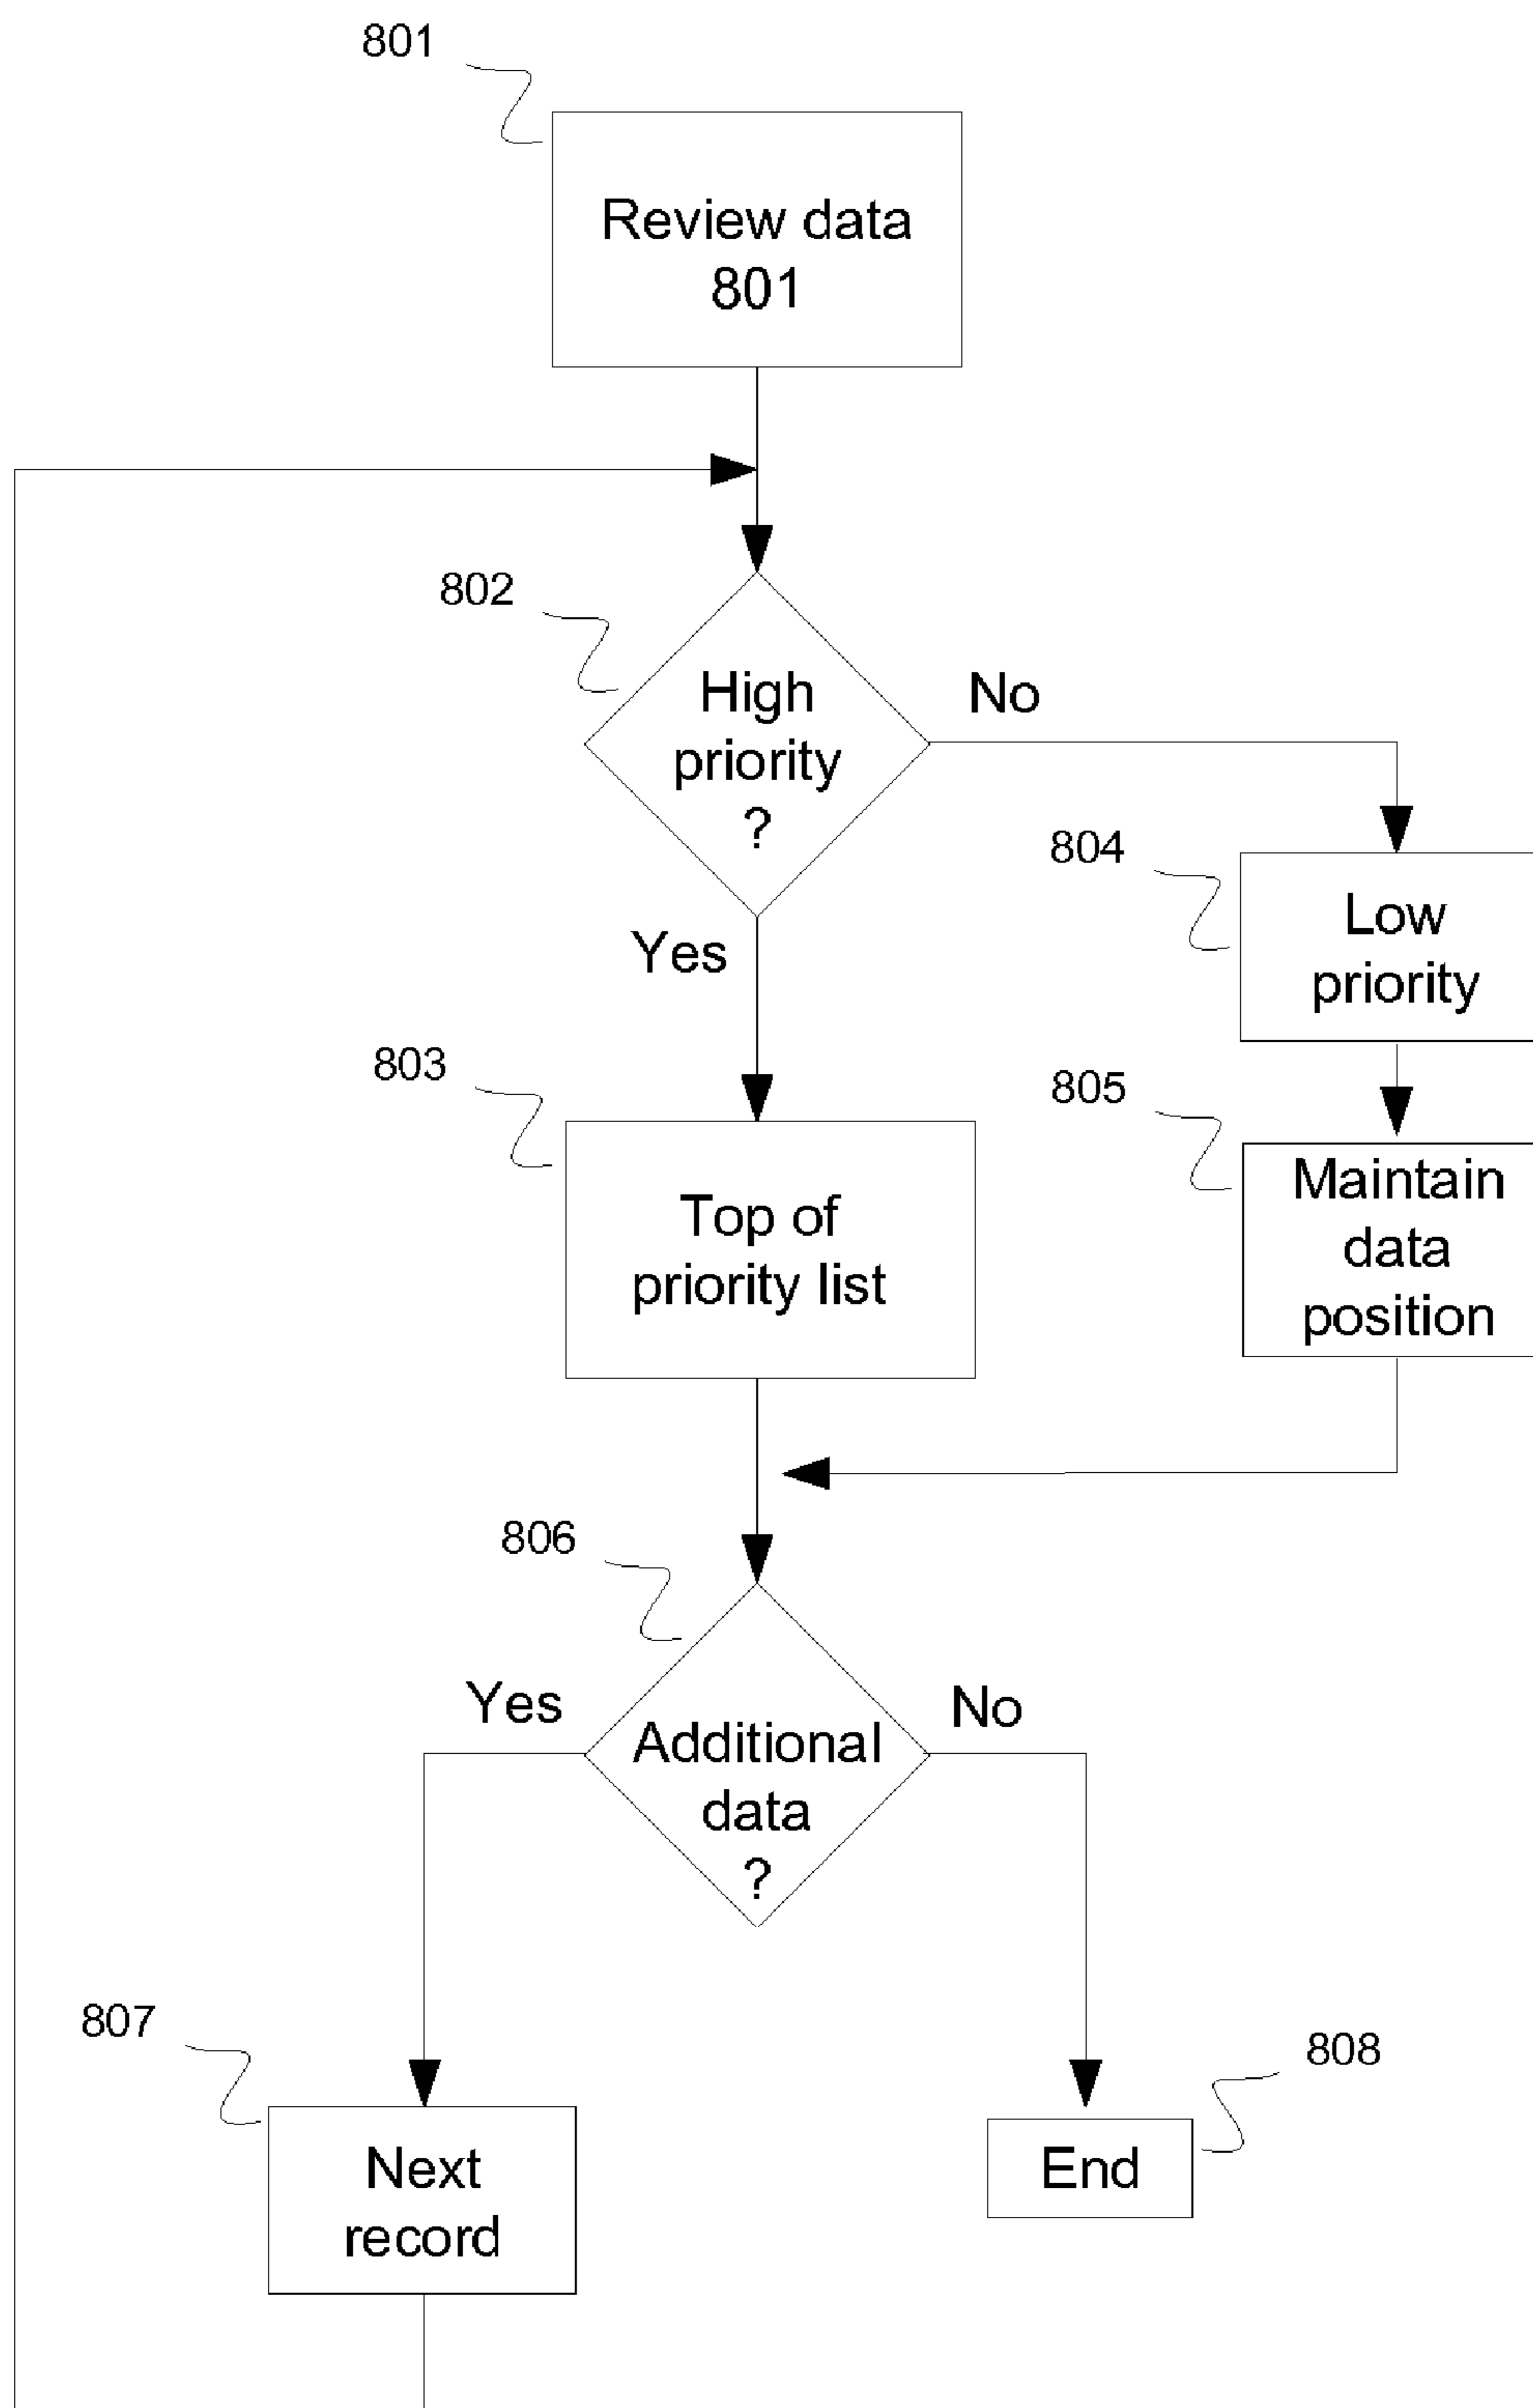 801
Review data
801
802
High
priority
?
No
Yes
804
Low
priority
803
Top of
priority list
805
Maintain
data
position
806
Yes
No
Additional
data
?
807
Next
record
808
End